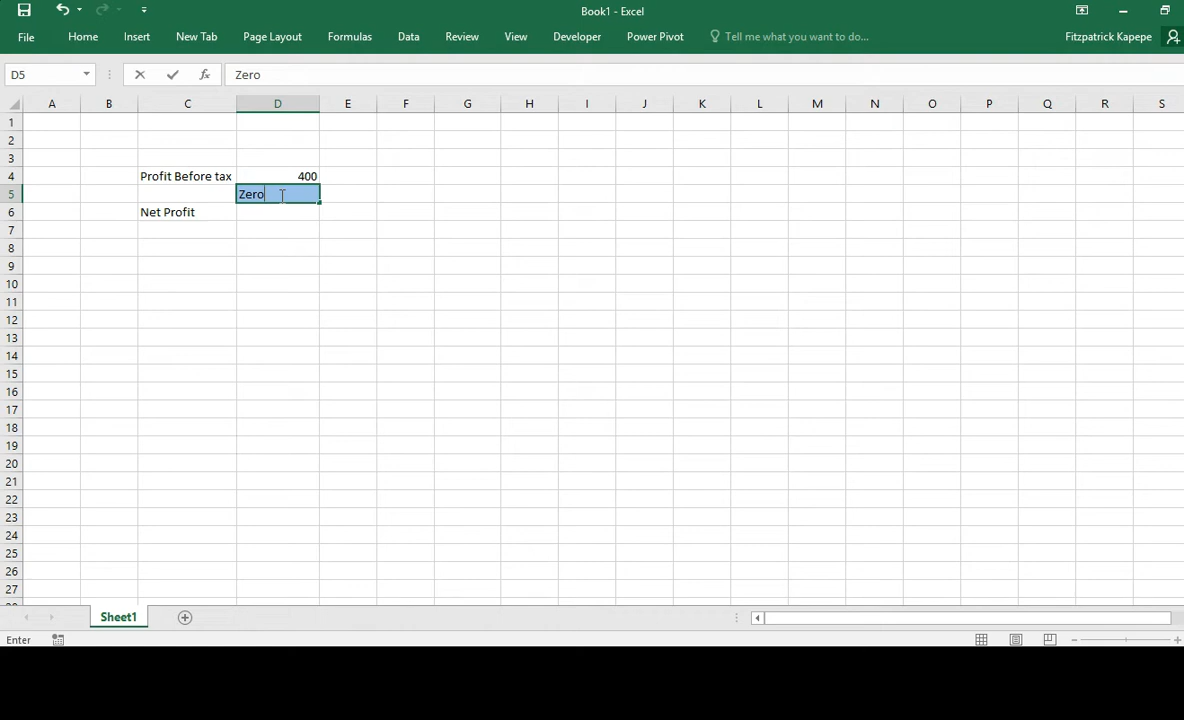 Book1 - Excel
File Home Insert New Tab Page Layout Formulas Data Review View Developer Power Pivot Tell me what you want to do... Fitzpatrick Kapepe
D5 fx Zero
A B C D E F G H I J K L M N O P Q R S
1
2
3
4 Profit Before tax 400
5 Zero
6 Net Profit
7
8
9
10
11
12
13
14
15
16
17
18
19
20
21
22
23
24
25
26
27
Sheet1
Enter